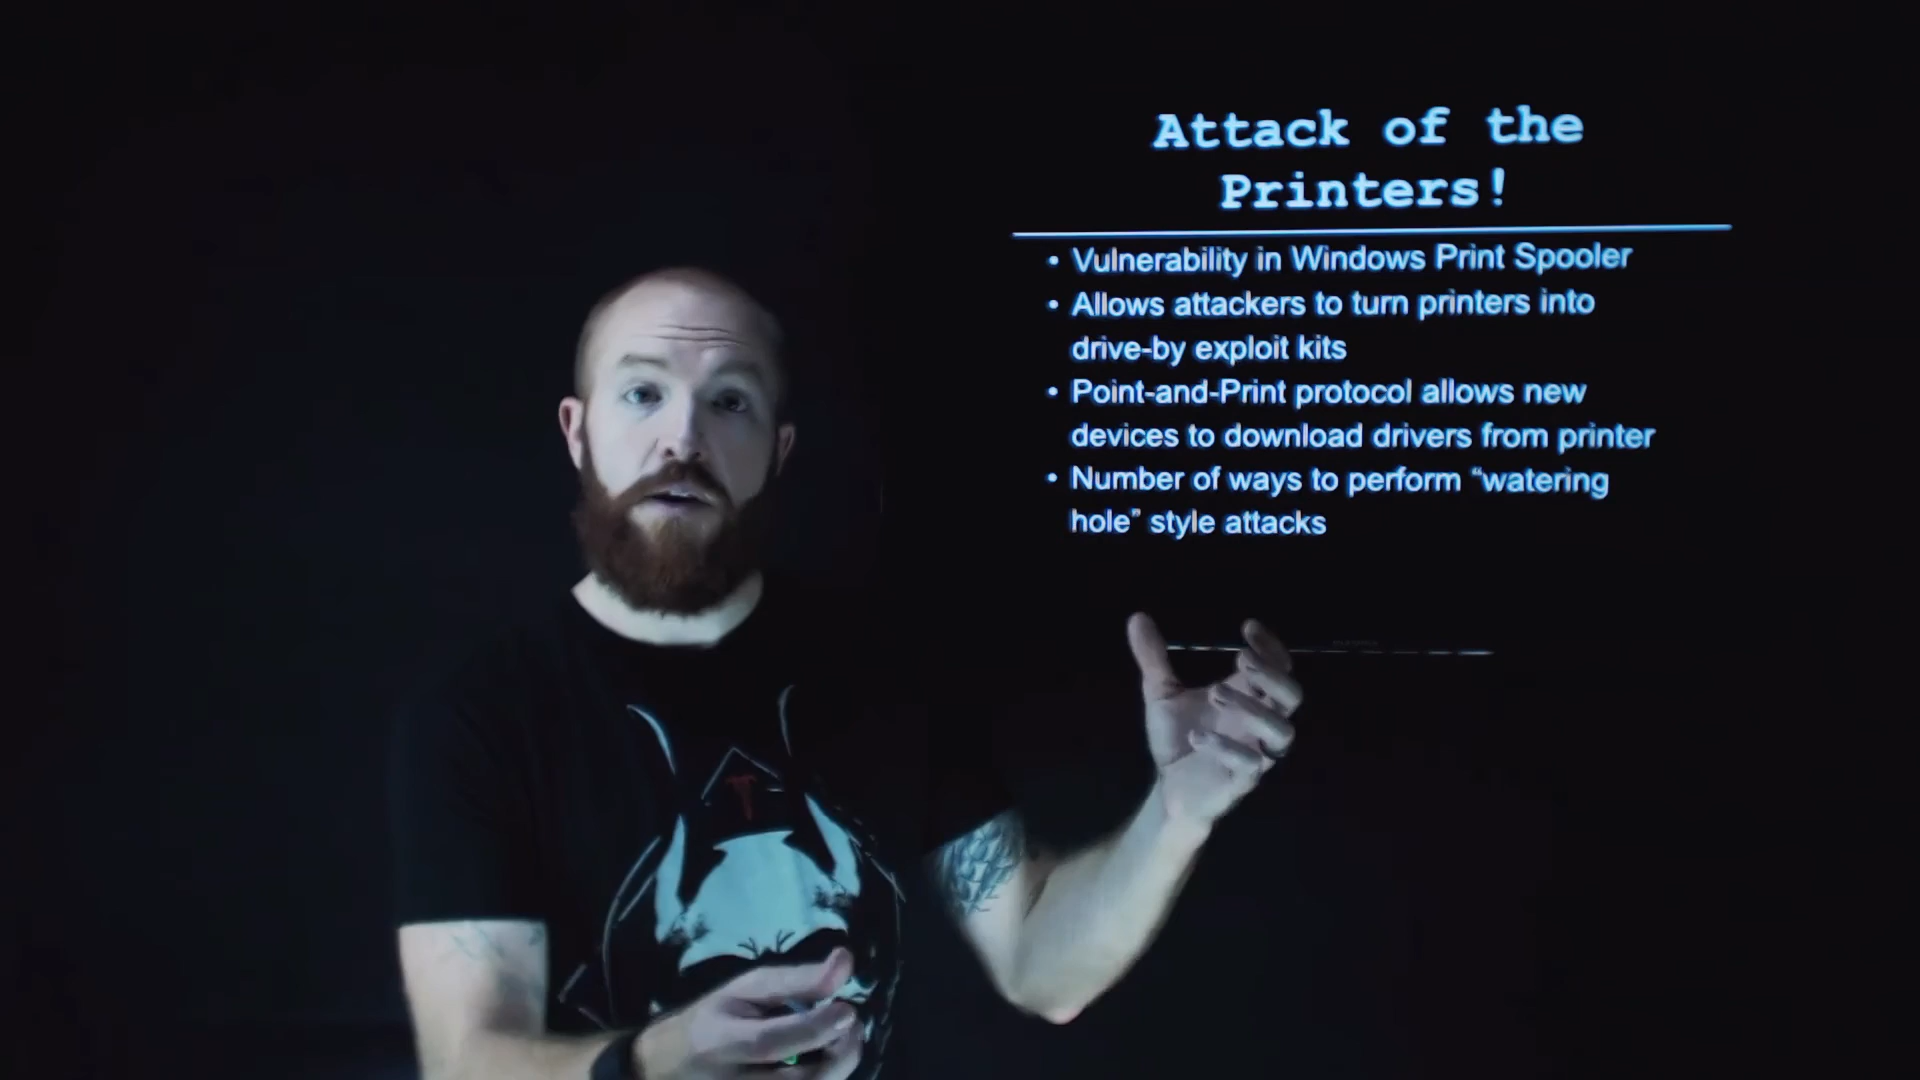 Attack of the
Printers!
• Vulnerability in Windows Print Spooler
• Allows attackers to turn printers into
drive-by exploit kits
• Point-and-Print protocol allows new
devices to download drivers from printer
• Number of ways to perform “watering
hole” style attacks